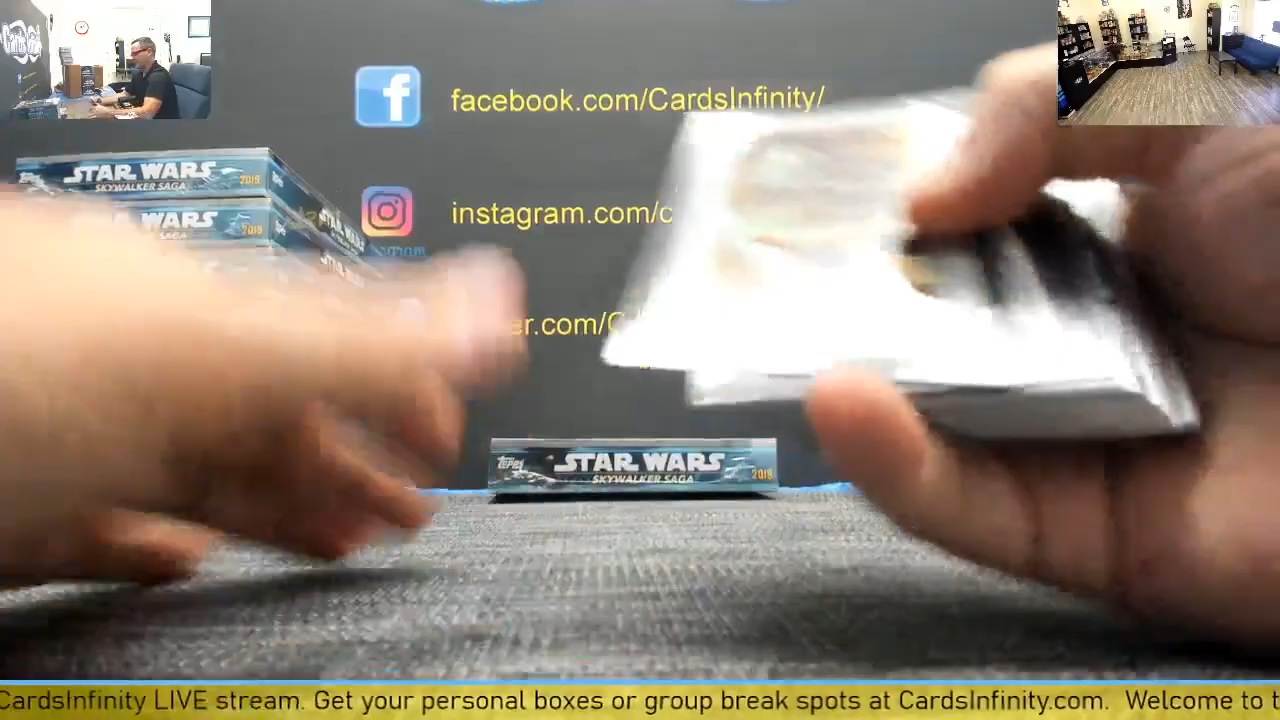 facebook.com/CardsInfinity/
instagram.com/c
er.com/C
STAR WARS
SKYWALKER SAGA
2019
STAR WARS
2019
TOPPS
STAR WARS
SKYWALKER SAGA
2019
CardsInfinity LIVE stream. Get your personal boxes or group break spots at CardsInfinity.com. Welcome to t